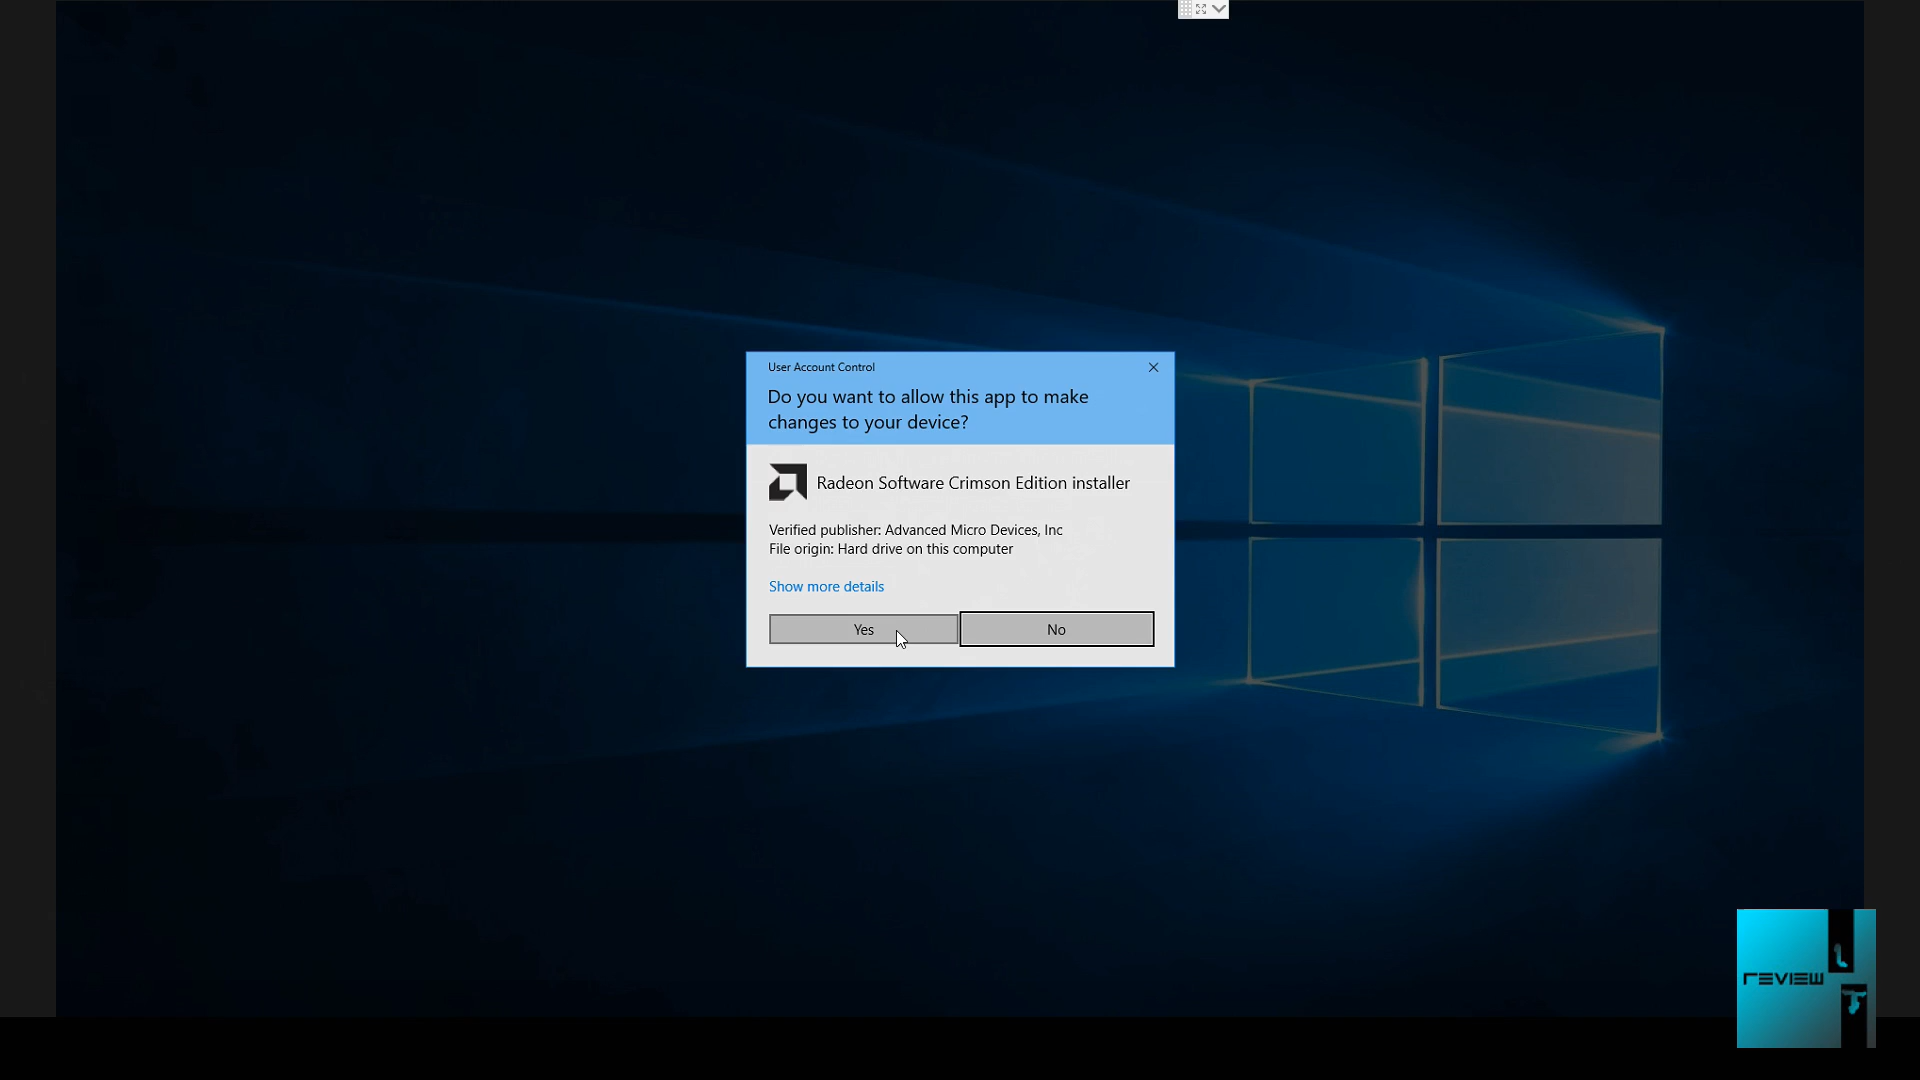 User Account Control
Do you want to allow this app to make
changes to your device?
Radeon Software Crimson Edition installer
Verified publisher: Advanced Micro Devices, Inc
File origin: Hard drive on this computer
Show more details
Yes
No
REVIEW